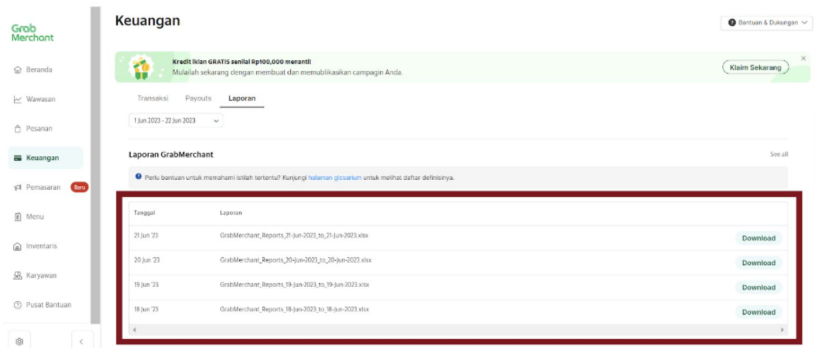 Grab
Merchant
Beranda
Wawasan
Pesanan
Keuangan
Pemasaran Baru
Menu
Inventaris
Karyawan
Pusat Bantuan
Keuangan
Bantuan & Dukungan
Kredit Iklan GRATIS senilai Rp100,000 menanti!
Mulailah sekarang dengan membuat dan memublikasikan campaign Anda.
Klaim Sekarang
Transaksi Payouts Laporan
1 Jun 2023 - 22 Jun 2023
Laporan GrabMerchant
See all
Perlu bantuan untuk memahami istilah tertentu? Kunjungi halaman glosarium untuk melihat daftar definisinya.
Tanggal Laporan
21 Jun '23 GrabMerchant_Reports_21-Jun-2023_to_21-Jun-2023.xlsx Download
20 Jun '23 GrabMerchant_Reports_20-Jun-2023_to_20-Jun-2023.xlsx Download
19 Jun '23 GrabMerchant_Reports_19-Jun-2023_to_19-Jun-2023.xlsx Download
18 Jun '23 GrabMerchant_Reports_18-Jun-2023_to_18-Jun-2023.xlsx Download